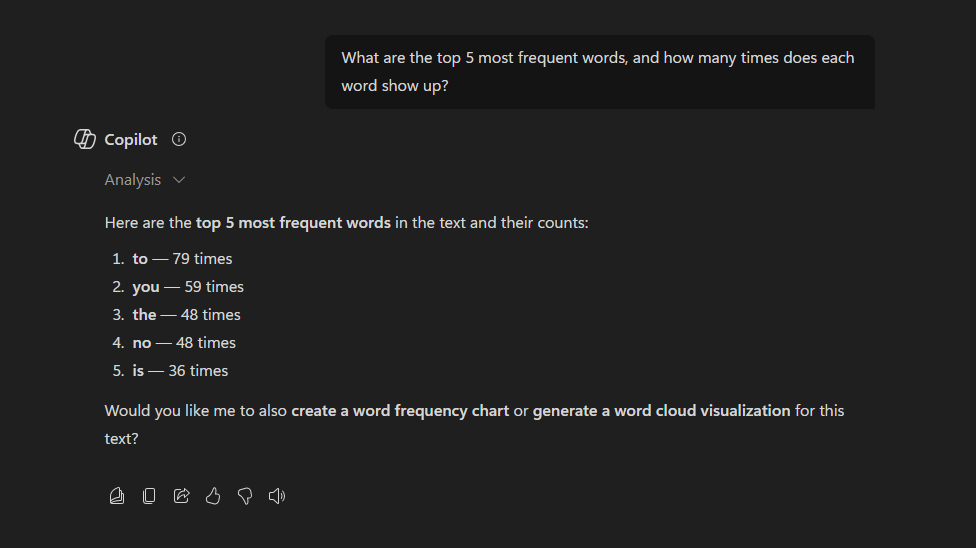 What are the top 5 most frequent words, and how many times does each
word show up?
Copilot
Analysis
Here are the top 5 most frequent words in the text and their counts:
1. to — 79 times
2. you — 59 times
3. the — 48 times
4. no — 48 times
5. is — 36 times
Would you like me to also create a word frequency chart or generate a word cloud visualization for this
text?